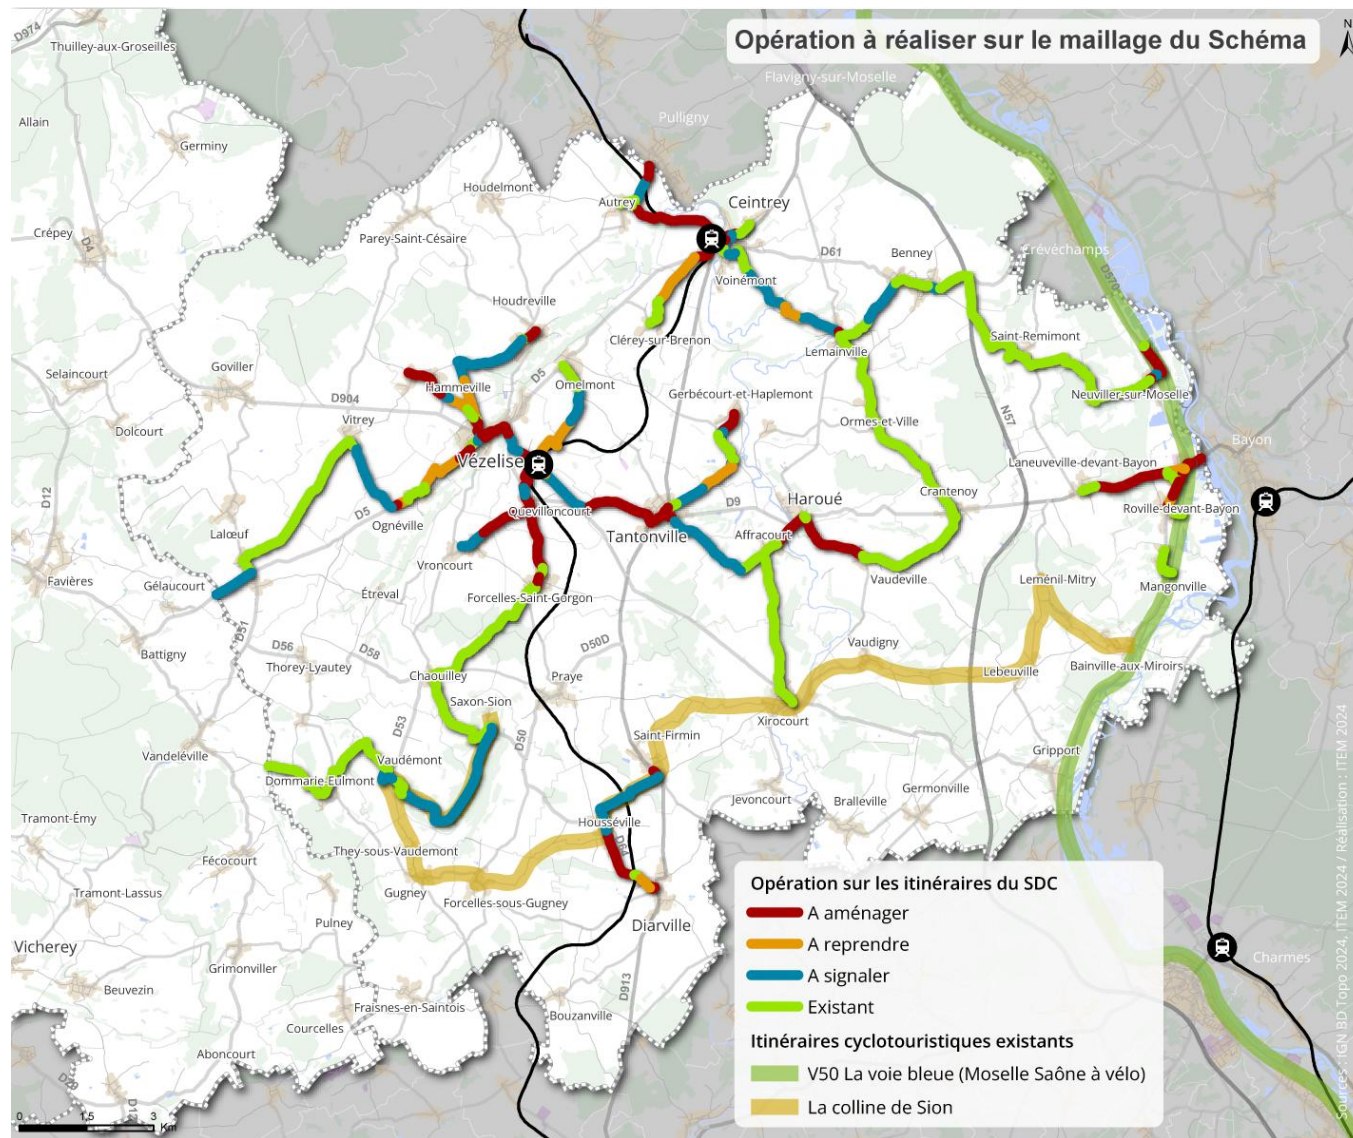 Opération à réaliser sur le maillage du Schéma
N
D974
Thuilley-aux-Groseilles
Flavigny-sur-Moselle
Allain
Pulligny
Germiny
Houdelmont
Autrey
Ceintrey
Crépey
D4
Parey-Saint-César
D61
Benney
Crévéchamps
D570
Voinémont
Houdreville
Saint-Remimont
Clérey-sur-Brenon
Lemainville
Selaincourt
Goviller
D5
Omelmont
Hammeville
Gerbécourt-et-Haplemont
Neuviller-sur-Moselle
D904
N57
Dolcourt
Vitrey
Ormes-et-Ville
Bayon
Vézelise
Laneuveville-devant-Bayon
D12
D9
Haroué
Crantenoy
D5
Ognéville
Quevilloncourt
Roville-devant-Bayon
Lalœuf
Tantonville
Affracourt
Favières
Gélaucourt
Vroncourt
Vaudeville
Leménil-Mitry
Mangonville
Étreval
Forcelles-Saint-Gorgon
D51
D56
D58
D50D
Vaudigny
Battigny
Thorey-Lyautey
Chaouilley
Praye
Lebeuville
Bainville-aux-Miroirs
Saxon-Sion
Xirocourt
D53
D50
Saint-Firmin
Vandeléville
Vaudémont
Gripport
Dommarie-Eulmont
Jevoncourt
Germonville
Bralleville
Tramont-Émy
Housséville
D64
They-sous-Vaudemont
Fécocourt
Tramont-Lassus
Gugney
Forcelles-sous-Gugney
Pulney
Diarville
Vicherey
Grimonviller
Beuvezin
D913
Fraisnes-en-Saintois
Bouzanville
Courcelles
Aboncourt
D29
Charmes
Opération sur les itinéraires du SDC
A aménager
A reprendre
A signaler
Existant
Itinéraires cyclotouristiques existants
V50 La voie bleue (Moselle Saône à vélo)
La colline de Sion
0 1,5 3
Km
Sources : IGN BD Topo 2024, ITEM 2024 / Réalisation : ITEM 2024